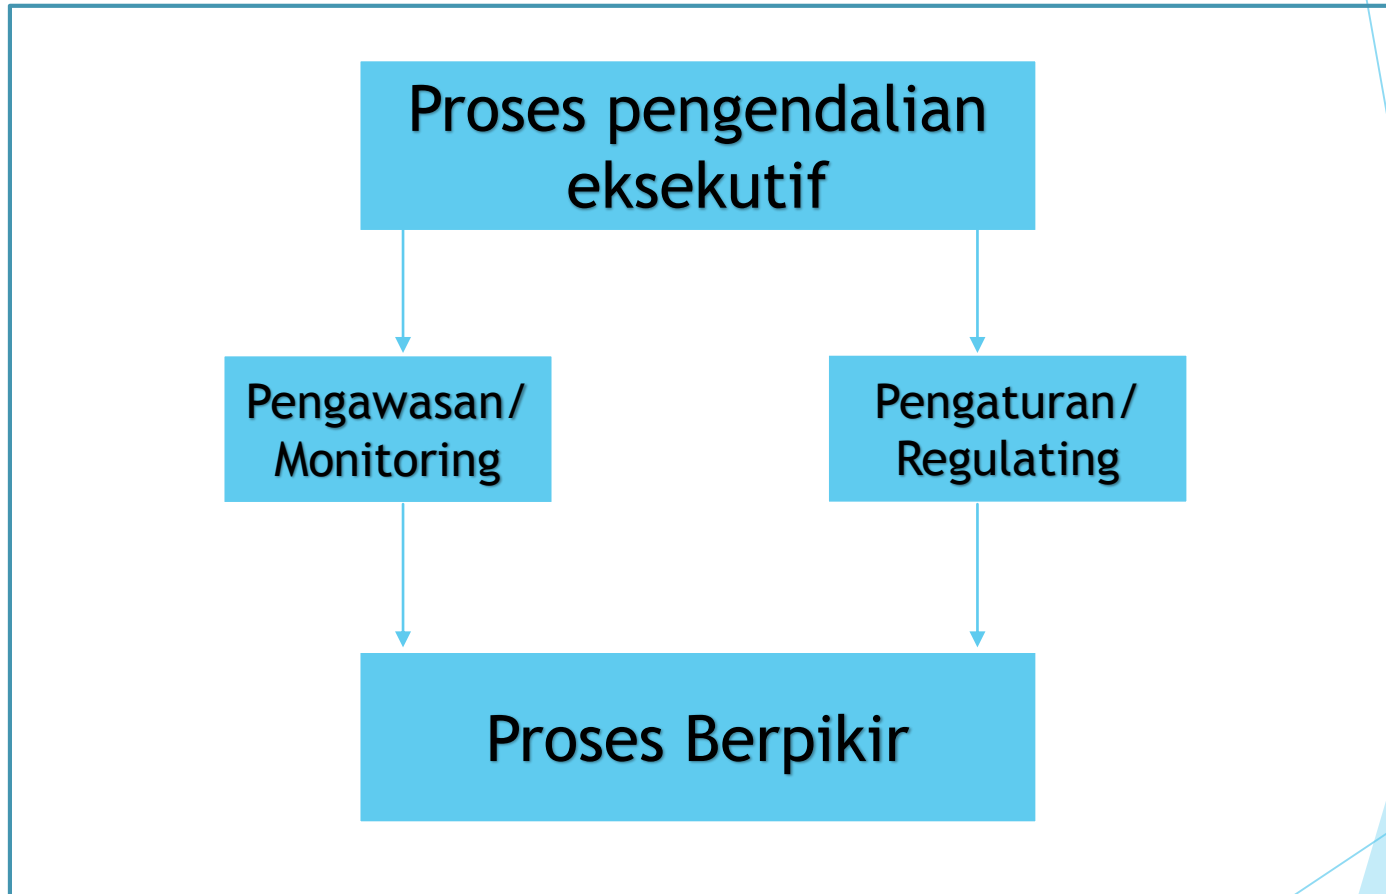 Proses pengendalian
eksekutif
Pengawasan/
Monitoring
Pengaturan/
Regulating
Proses Berpikir